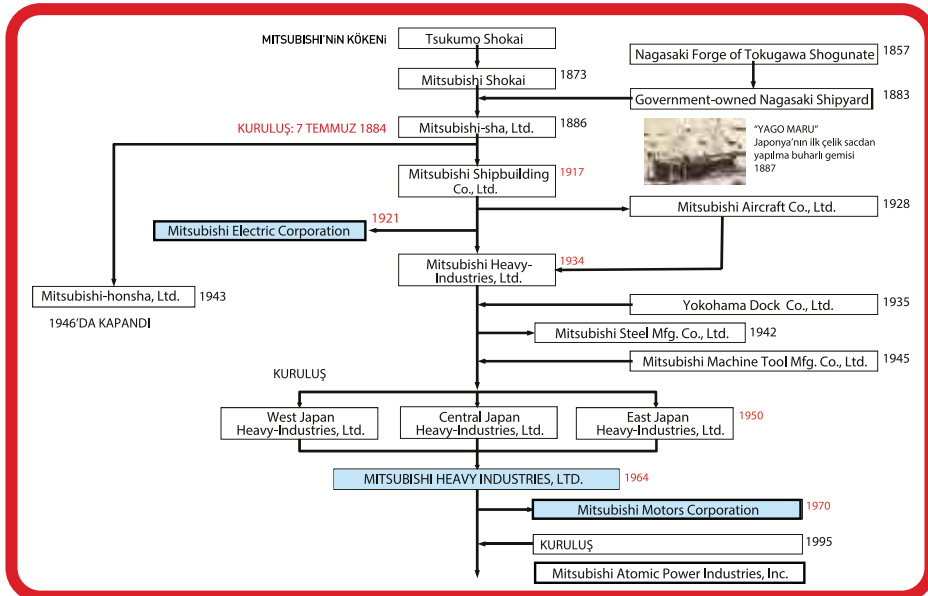 MITSUBISHI'NİN KÖKENİ
Tsukumo Shokai
Nagasaki Forge of Tokugawa Shogunate
1857
Mitsubishi Shokai
1873
Government-owned Nagasaki Shipyard
1883
KURULUŞ: 7 TEMMUZ 1884
Mitsubishi-sha, Ltd.
1886
"YAGO MARU"
Japonya'nın ilk çelik sacdan
yapılma buharlı gemisi
1887
Mitsubishi Shipbuilding
Co., Ltd.
1917
Mitsubishi Aircraft Co., Ltd.
1928
1921
Mitsubishi Electric Corporation
Mitsubishi Heavy-
Industries, Ltd.
1934
Mitsubishi-honsha, Ltd.
1943
1946'DA KAPANDI
Yokohama Dock Co., Ltd.
1935
Mitsubishi Steel Mfg. Co., Ltd.
1942
Mitsubishi Machine Tool Mfg. Co., Ltd.
1945
KURULUŞ
West Japan
Heavy-Industries, Ltd.
Central Japan
Heavy-Industries, Ltd.
East Japan
Heavy-Industries, Ltd.
1950
MITSUBISHI HEAVY INDUSTRIES, LTD.
1964
Mitsubishi Motors Corporation
1970
KURULUŞ
1995
Mitsubishi Atomic Power Industries, Inc.